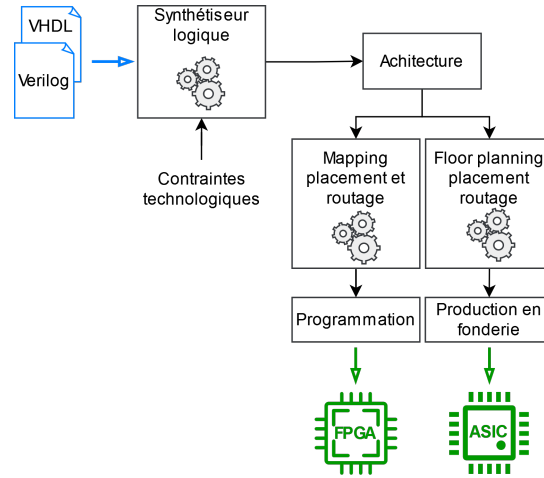 VHDL
Verilog
Synthétiseur
logique
Contraintes
technologiques
Achitecture
Mapping
placement et
routage
Floor planning
placement
routage
Programmation
Production en
fonderie
FPGA
ASIC